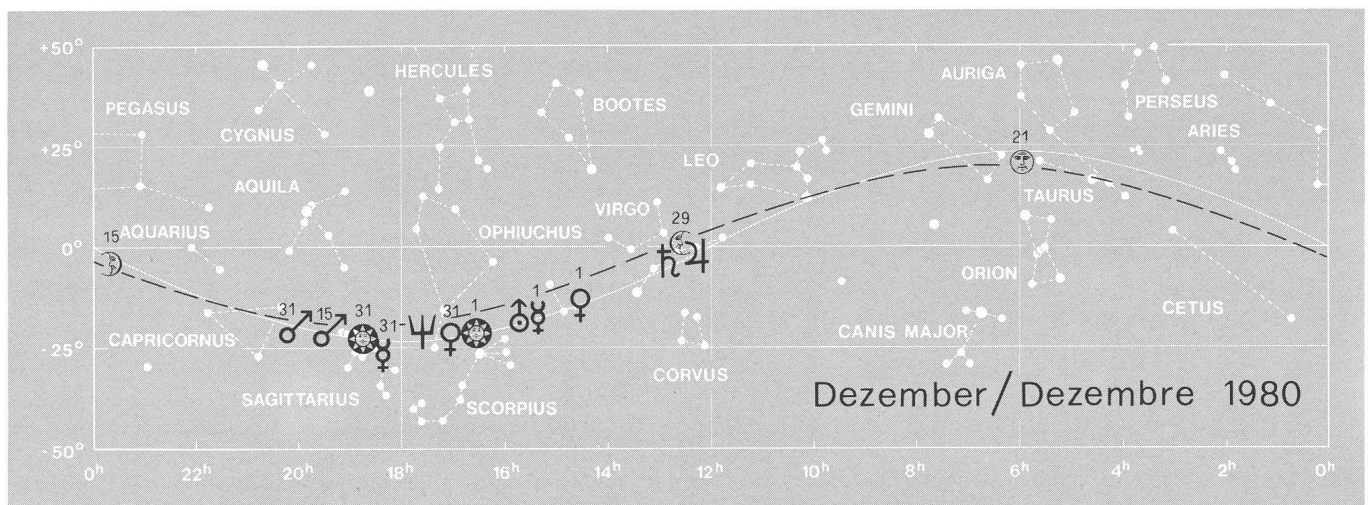 +50°
HERCULES
AURIGA
PEGASUS
BOOTES
GEMINI
PERSEUS
CYGNUS
ARIES
21
+25°
LEO
AQUILA
TAURUS
VIRGO
29
15
AQUARIUS
OPHIUCHUS
0°
ORION
1
1
31
15
31
31
31
1
CETUS
CAPRICORNUS
CANIS MAJOR
-25°
CORVUS
SAGITTARIUS
SCORPIUS
Dezember/Dezembre 1980
-50°
0h 22h 20h 18h 16h 14h 12h 10h 8h 6h 4h 2h 0h